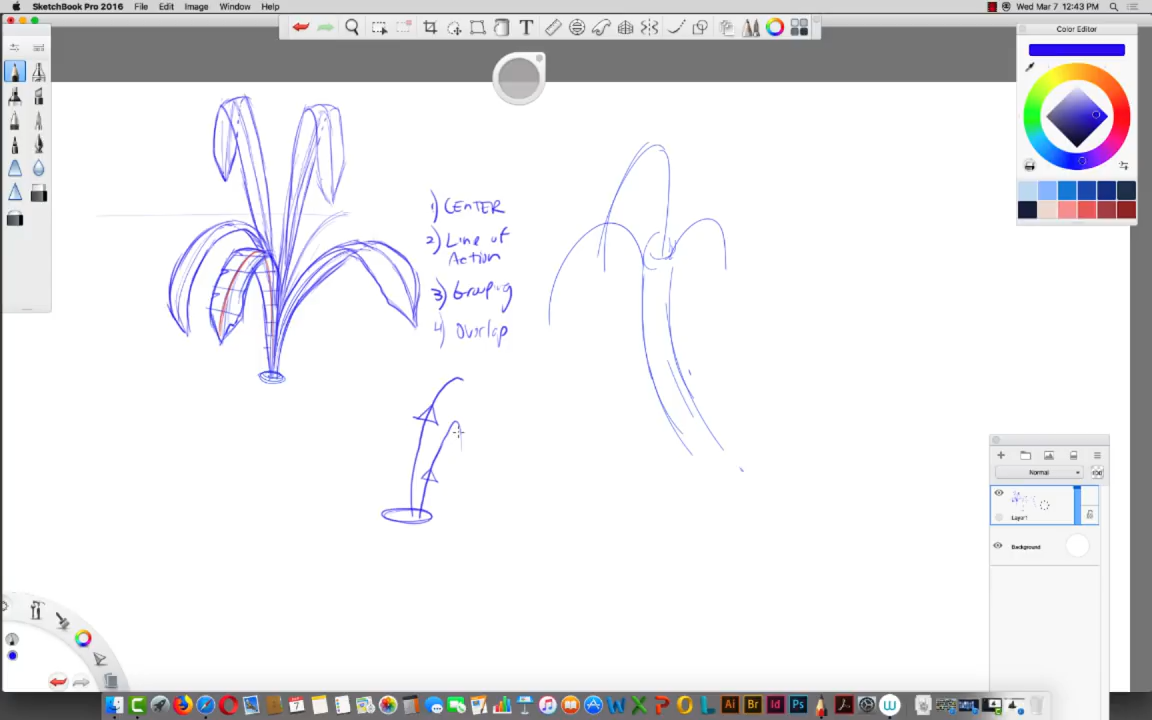 SketchBook Pro 2016 File Edit Image Window Help
Wed Mar 7 12:43 PM
Color Editor
1) CENTER
2) Line of
Action
3) Grouping
4) Overlap
Normal
Layer1
Background